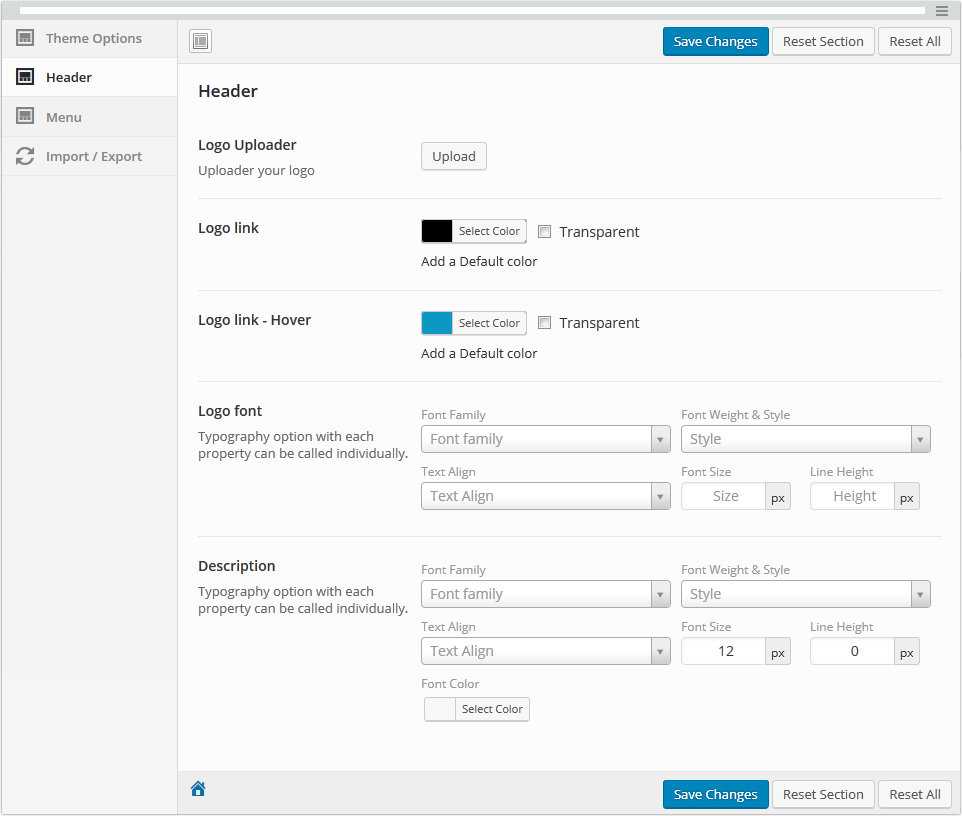 Theme Options
Header
Menu
Import / Export
Save Changes
Reset Section
Reset All
Header
Logo Uploader
Uploader your logo
Upload
Logo link
Select Color
Transparent
Add a Default color
Logo link - Hover
Select Color
Transparent
Add a Default color
Logo font
Typography option with each
property can be called individually.
Font Family
Font family
Font Weight & Style
Style
Text Align
Text Align
Font Size
Size px
Line Height
Height px
Description
Typography option with each
property can be called individually.
Font Family
Font family
Font Weight & Style
Style
Text Align
Text Align
Font Size
12 px
Line Height
0 px
Font Color
Select Color
Save Changes
Reset Section
Reset All